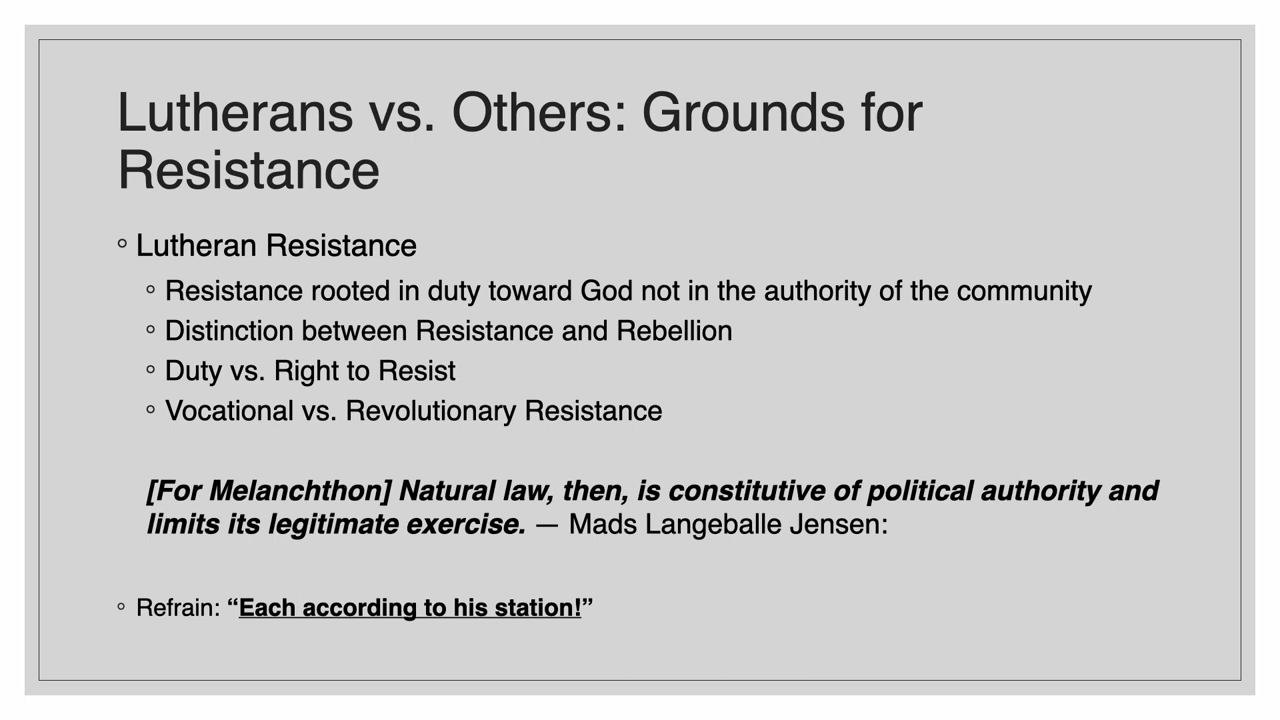 Lutherans vs. Others: Grounds for
Resistance
◦ Lutheran Resistance
◦ Resistance rooted in duty toward God not in the authority of the community
◦ Distinction between Resistance and Rebellion
◦ Duty vs. Right to Resist
◦ Vocational vs. Revolutionary Resistance
[For Melanchthon] Natural law, then, is constitutive of political authority and
limits its legitimate exercise. — Mads Langeballe Jensen:
◦ Refrain: “Each according to his station!”